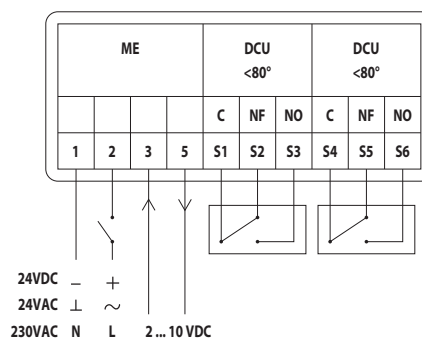 ME DCU DCU
<80° <80°
C NF NO C NF NO
1 2 3 5 S1 S2 S3 S4 S5 S6
24VDC – +
24VAC ⊥ ~
230VAC N L 2 ... 10 VDC